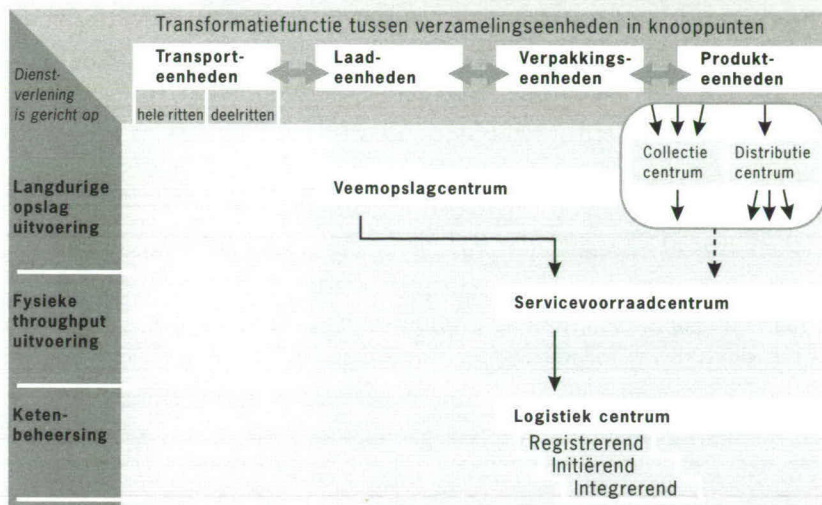 Transformatiefunctie tussen verzamelingseenheden in knooppunten
Dienst-
verlening
is gericht op
Transport-
eenheden
hele ritten
deelritten
Laad-
eenheden
Verpakkings-
eenheden
Produkt-
eenheden
Collectie
centrum
Distributie
centrum
Langdurige
opslag
uitvoering
Veemopslagcentrum
Fysieke
throughput
uitvoering
Servicevoorraadcentrum
Keten-
beheersing
Logistiek centrum
Registrerend
Initiërend
Integrerend